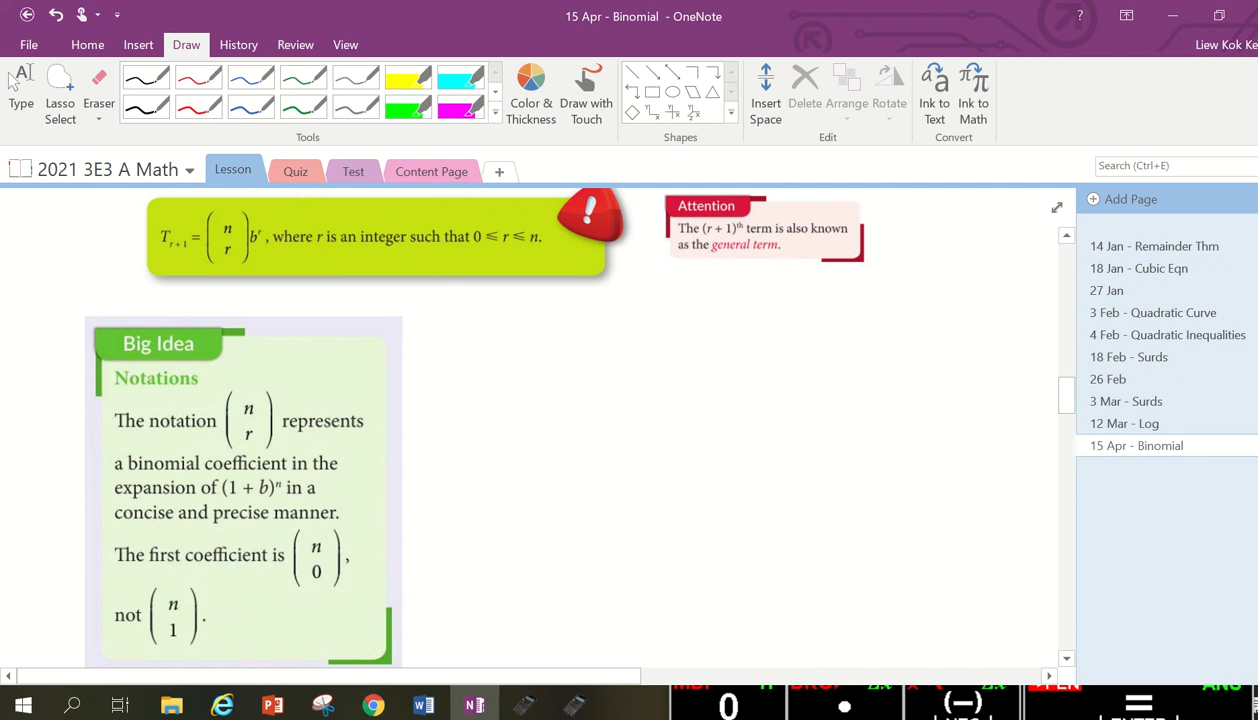 15 Apr - Binomial - OneNote
?
File Home Insert Draw History Review View
Liew Kok Ke
Type
Lasso Select
Eraser
Color & Thickness
Draw with Touch
Insert Space
Delete
Arrange
Rotate
Ink to Text
Ink to Math
Tools
Shapes
Edit
Convert
2021 3E3 A Math
Lesson
Quiz
Test
Content Page
+
Search (Ctrl+E)
Add Page
14 Jan - Remainder Thm
18 Jan - Cubic Eqn
27 Jan
3 Feb - Quadratic Curve
4 Feb - Quadratic Inequalities
18 Feb - Surds
26 Feb
3 Mar - Surds
12 Mar - Log
15 Apr - Binomial
T_{r+1} = (n r) b^r, where r is an integer such that 0 ⩽ r ⩽ n.
!
Attention
The (r + 1)^th term is also known
as the general term.
Big Idea
Notations
The notation (n r) represents
a binomial coefficient in the
expansion of (1 + b)^n in a
concise and precise manner.
The first coefficient is (n 0),
not (n 1).
0 • (−) =